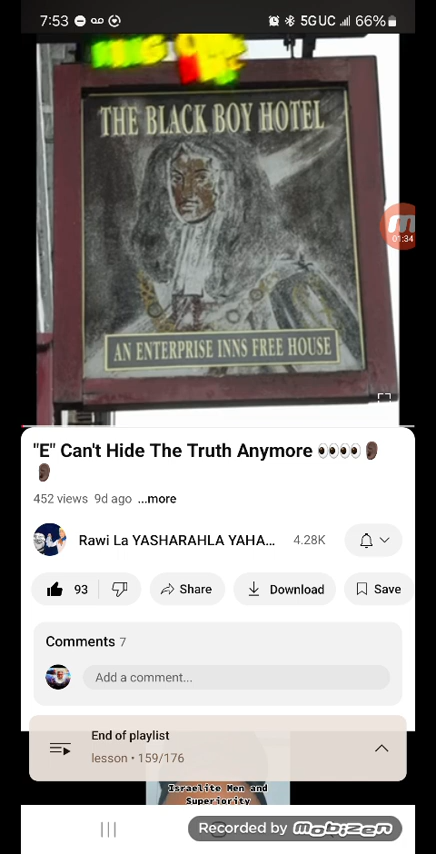 7:53 5G UC 66%
THE BLACK BOY HOTEL
01:34
AN ENTERPRISE INNS FREE HOUSE
"E" Can't Hide The Truth Anymore 👀👀👂🏿
👂🏿
452 views 9d ago ...more
Rawi La YASHARAHLA YAHA... 4.28K
93 Share Download Save
Comments 7
Add a comment...
End of playlist
lesson • 159/176
Israelite Men and
Superiority
Recorded by mobizen